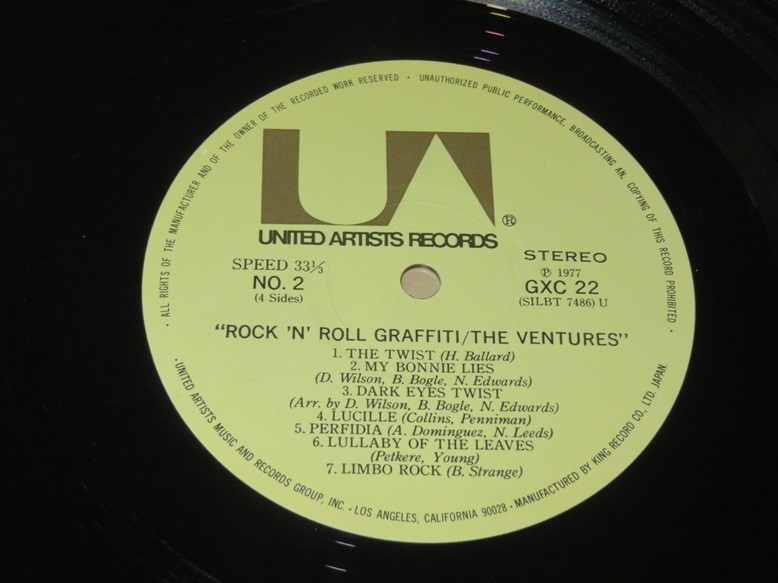 ALL RIGHTS OF THE MANUFACTURER AND OF THE OWNER OF THE RECORDED WORK RESERVED · UNAUTHORIZED PUBLIC PERFORMANCE, BROADCASTING AN, COPYING OF THIS RECORD PROHIBITED ·
UA
®
UNITED ARTISTS RECORDS
SPEED 33⅓
NO. 2
(4 Sides)
STEREO
Ⓟ 1977
GXC 22
(SILBT 7486) U
"ROCK 'N' ROLL GRAFFITI/THE VENTURES"
1. THE TWIST (H. Ballard)
2. MY BONNIE LIES
(D. Wilson, B. Bogle, N. Edwards)
3. DARK EYES TWIST
(Arr. by D. Wilson, B. Bogle, N. Edwards)
4. LUCILLE (Collins, Penniman)
5. PERFIDIA (A. Dominguez, N. Leeds)
6. LULLABY OF THE LEAVES
(Petkere, Young)
7. LIMBO ROCK (B. Strange)
· UNITED ARTISTS MUSIC AND RECORDS GROUP, INC. · LOS ANGELES, CALIFORNIA 90028 · MANUFACTURED BY KING RECORD CO., LTD. JAPAN.